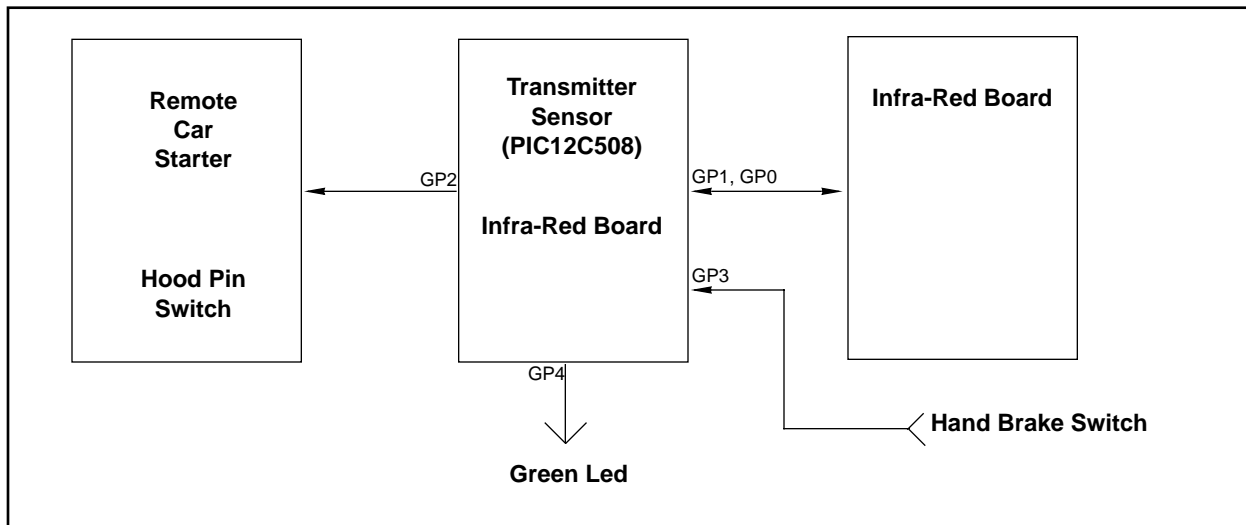 Remote
Car
Starter
Hood Pin
Switch
GP2
Transmitter
Sensor
(PIC12C508)
Infra-Red Board
GP1, GP0
Infra-Red Board
GP3
GP4
Green Led
Hand Brake Switch